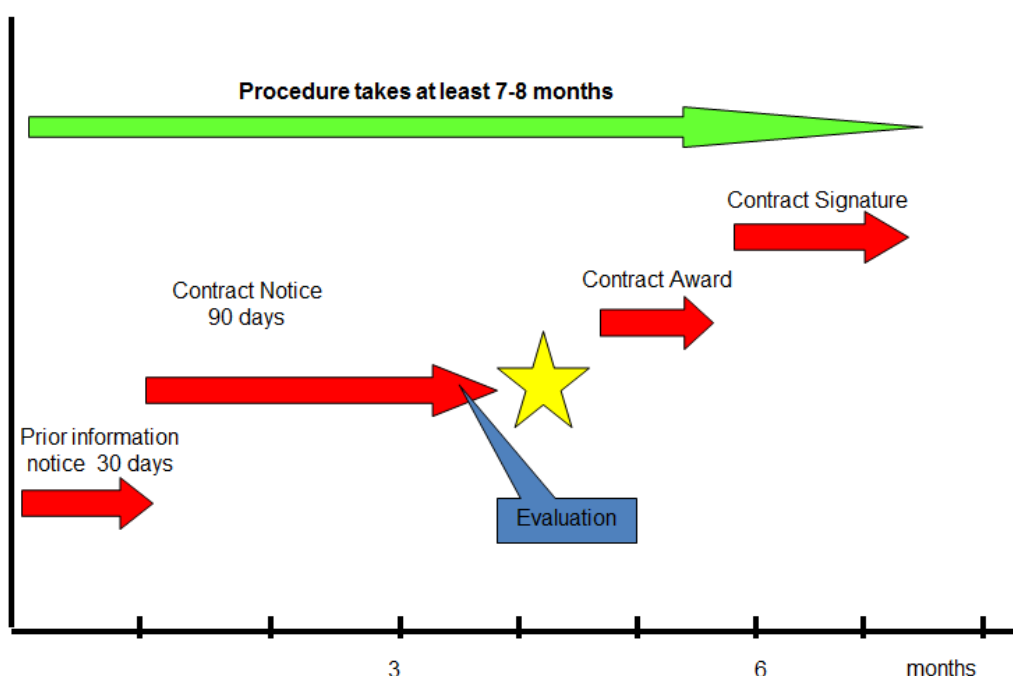 Procedure takes at least 7-8 months
Contract Signature
Contract Award
Contract Notice
90 days
Prior information
notice 30 days
Evaluation
3
6
months